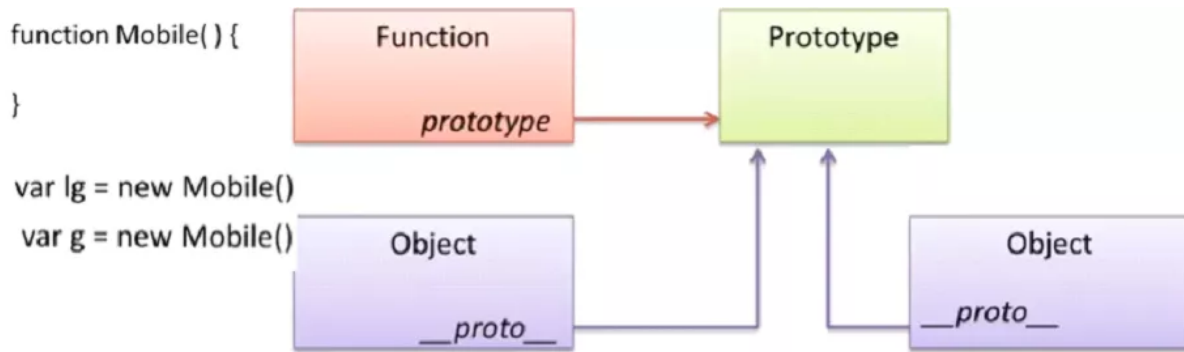 function Mobile( ) {
}
var lg = new Mobile()
var g = new Mobile()
Function
prototype
Prototype
Object
__proto__
Object
__proto__